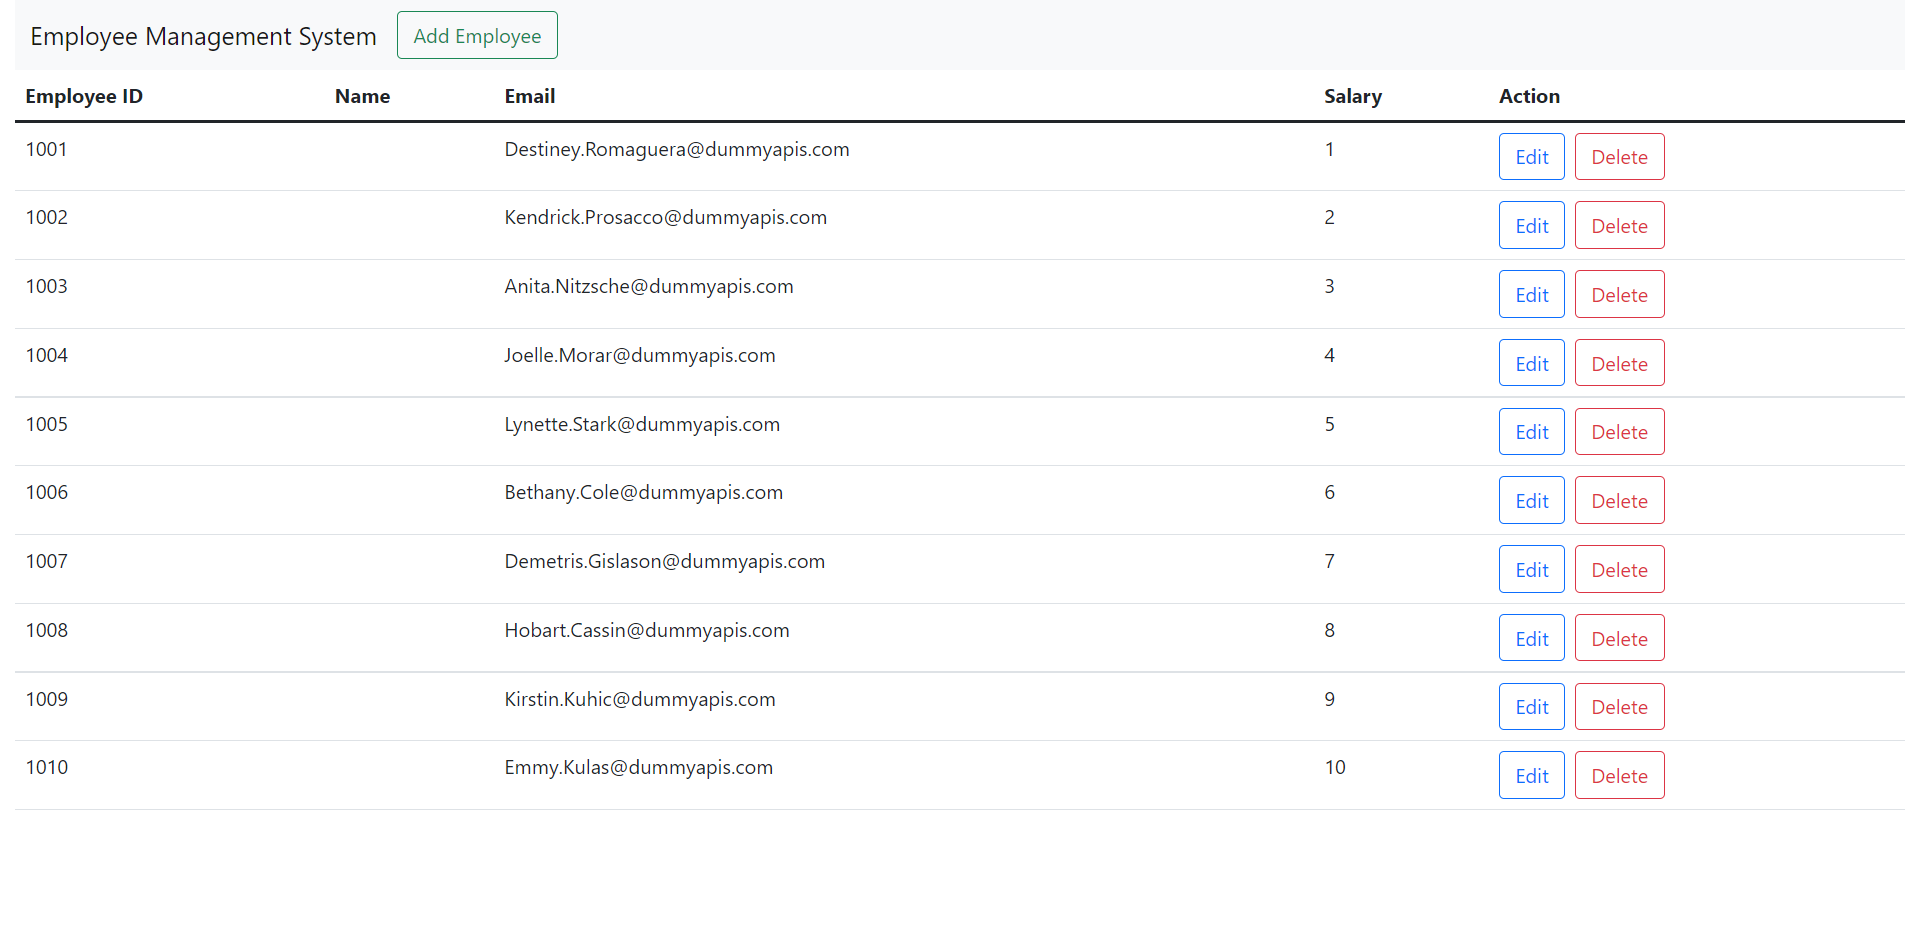 Employee Management System Add Employee
Employee ID Name Email Salary Action
1001 Destiney.Romaguera@dummyapis.com 1 Edit Delete
1002 Kendrick.Prosacco@dummyapis.com 2 Edit Delete
1003 Anita.Nitzsche@dummyapis.com 3 Edit Delete
1004 Joelle.Morar@dummyapis.com 4 Edit Delete
1005 Lynette.Stark@dummyapis.com 5 Edit Delete
1006 Bethany.Cole@dummyapis.com 6 Edit Delete
1007 Demetris.Gislason@dummyapis.com 7 Edit Delete
1008 Hobart.Cassin@dummyapis.com 8 Edit Delete
1009 Kirstin.Kuhic@dummyapis.com 9 Edit Delete
1010 Emmy.Kulas@dummyapis.com 10 Edit Delete